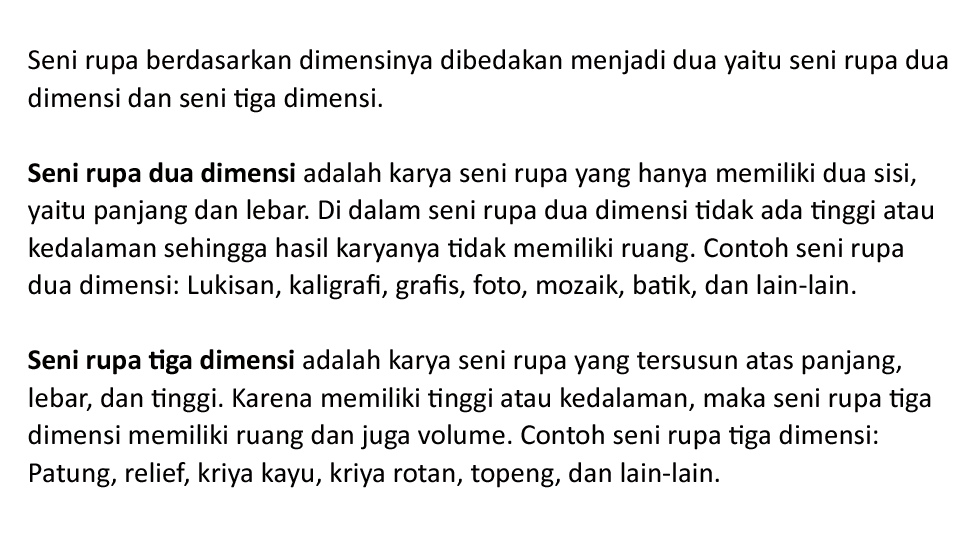 Seni rupa berdasarkan dimensinya dibedakan menjadi dua yaitu seni rupa dua
dimensi dan seni tiga dimensi.
Seni rupa dua dimensi adalah karya seni rupa yang hanya memiliki dua sisi,
yaitu panjang dan lebar. Di dalam seni rupa dua dimensi tidak ada tinggi atau
kedalaman sehingga hasil karyanya tidak memiliki ruang. Contoh seni rupa
dua dimensi: Lukisan, kaligrafi, grafis, foto, mozaik, batik, dan lain-lain.
Seni rupa tiga dimensi adalah karya seni rupa yang tersusun atas panjang,
lebar, dan tinggi. Karena memiliki tinggi atau kedalaman, maka seni rupa tiga
dimensi memiliki ruang dan juga volume. Contoh seni rupa tiga dimensi:
Patung, relief, kriya kayu, kriya rotan, topeng, dan lain-lain.